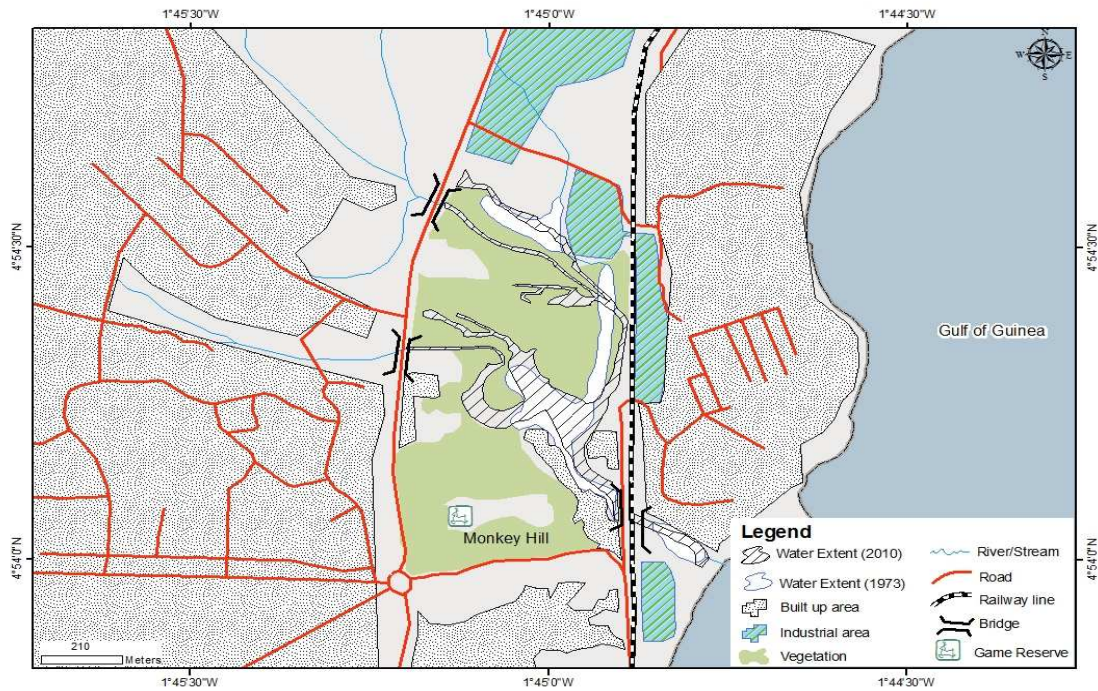 1°45'30"W
1°45'0"W
1°44'30"W
N
W
E
S
4°54'30"N
4°54'30"N
Gulf of Guinea
Monkey Hill
4°54'0"N
4°54'0"N
Legend
Water Extent (2010)
Water Extent (1973)
Built up area
Industrial area
Vegetation
River/Stream
Road
Railway line
Bridge
Game Reserve
210
Meters
1°45'30"W
1°45'0"W
1°44'30"W